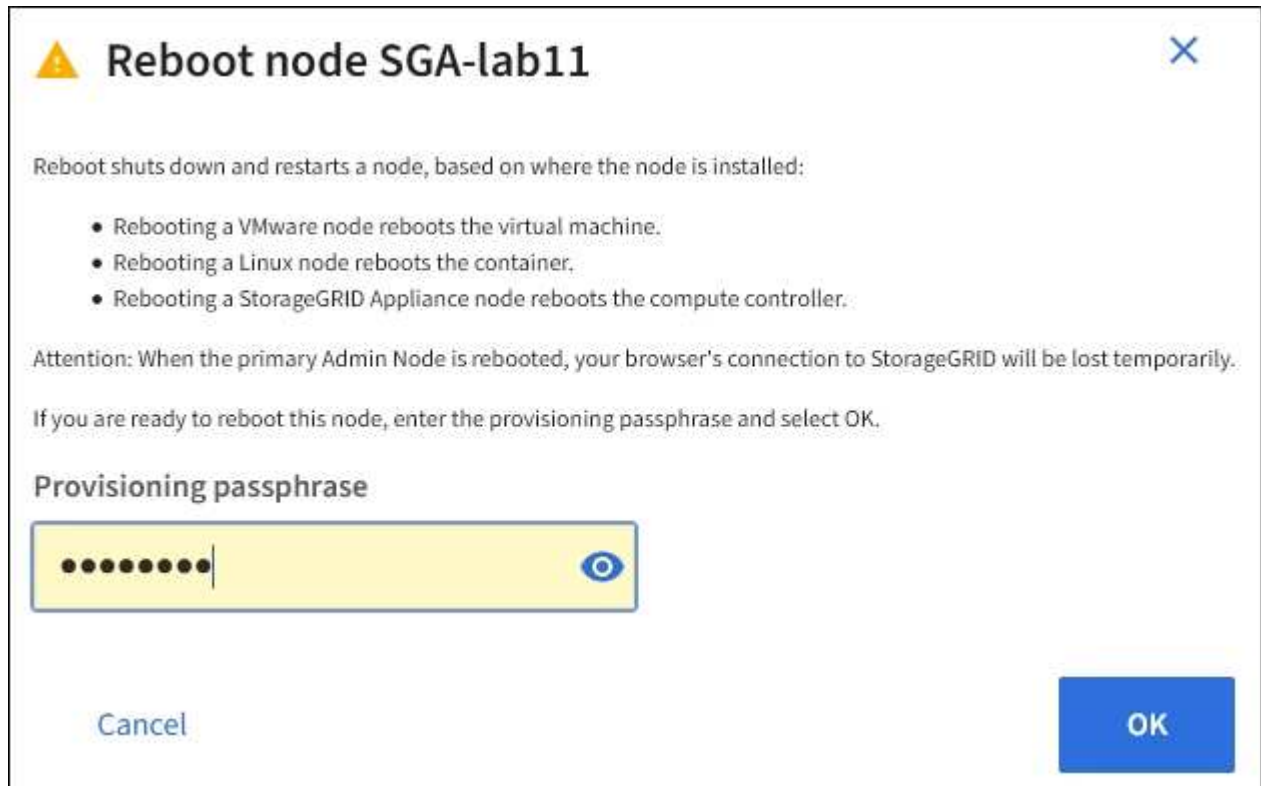 Reboot node SGA-lab11
Reboot shuts down and restarts a node, based on where the node is installed:
• Rebooting a VMware node reboots the virtual machine.
• Rebooting a Linux node reboots the container.
• Rebooting a StorageGRID Appliance node reboots the compute controller.
Attention: When the primary Admin Node is rebooted, your browser's connection to StorageGRID will be lost temporarily.
If you are ready to reboot this node, enter the provisioning passphrase and select OK.
Provisioning passphrase
••••••••
Cancel
OK